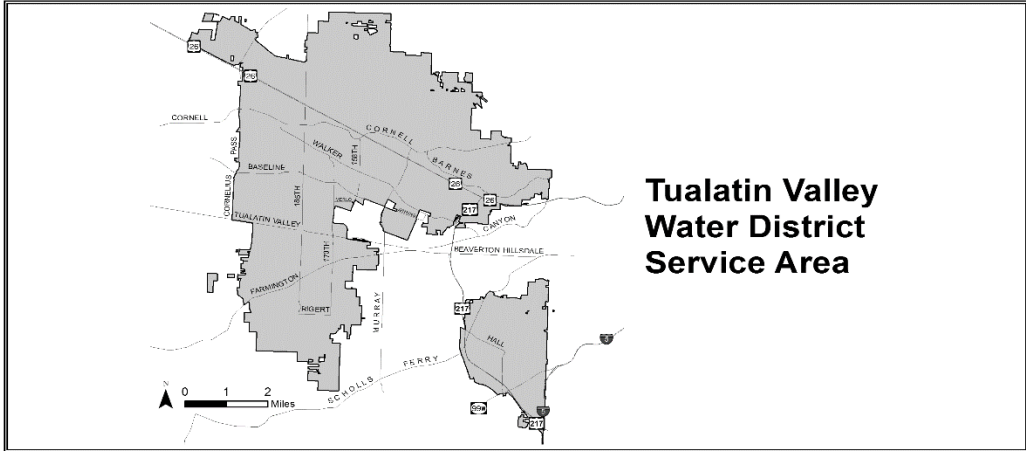 26
26
CORNELL
CORNELL
PASS
WALKER
158TH
BARNES
BASELINE
26
185TH
26
CORNELIUS
217
TUALATIN VALLEY
CANYON
170TH
BEAVERTON HILLSDALE
FARMINGTON
MURRAY
RIGERT
217
HALL
5
FERRY
SCHOLLS
99W
5
217
N
0 1 2
Miles
Tualatin Valley
Water District
Service Area